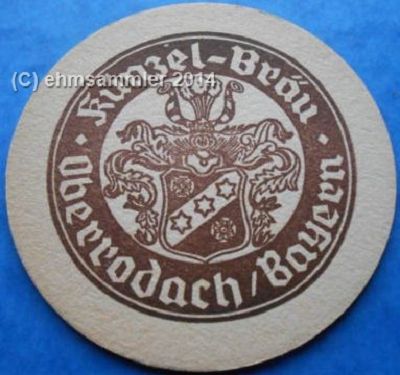 (C) ehmsammler 2014
Kunzel-Bräu
Oberrodach/Bayern